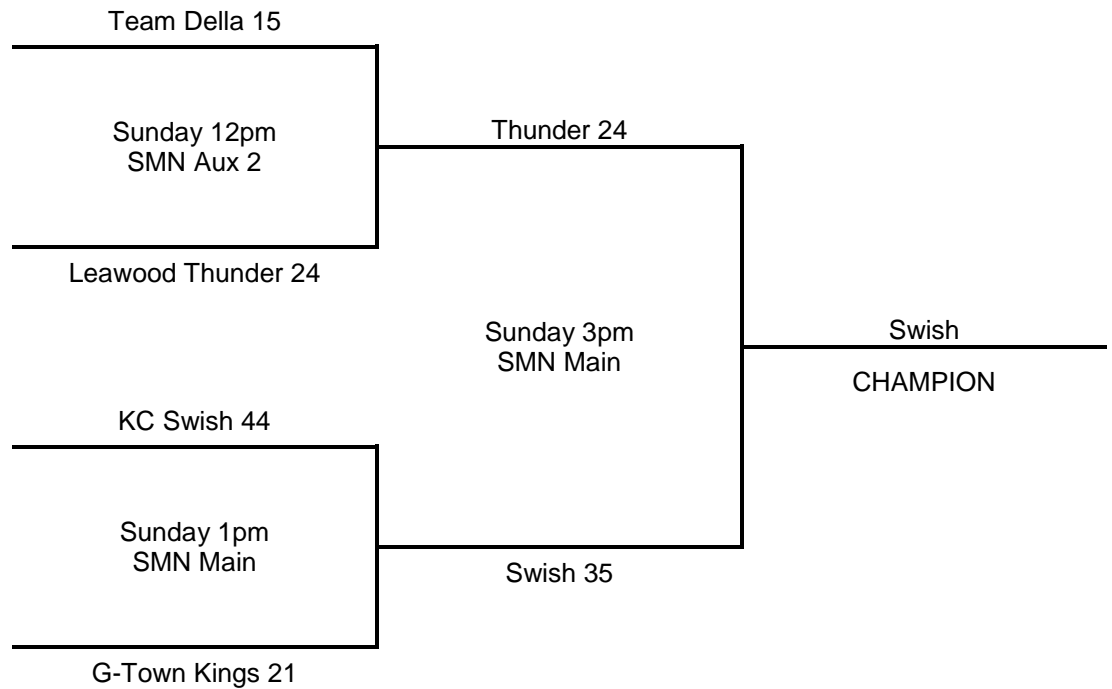 Team Della 15
Sunday 12pm
SMN Aux 2
Leawood Thunder 24
Thunder 24
Sunday 3pm
SMN Main
Swish
CHAMPION
KC Swish 44
Sunday 1pm
SMN Main
G-Town Kings 21
Swish 35